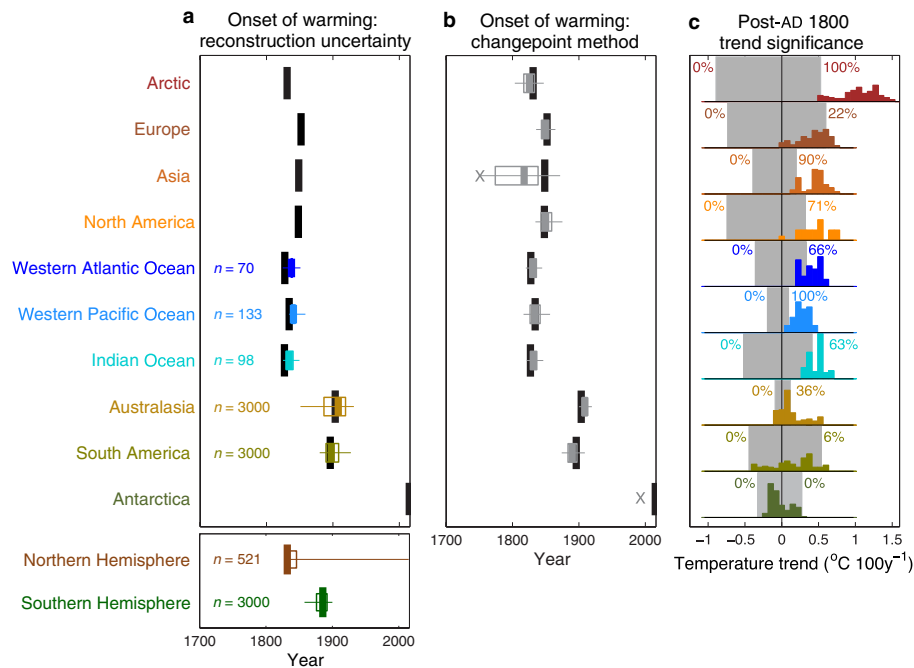 a
Onset of warming:
reconstruction uncertainty
b
Onset of warming:
changepoint method
c
Post-AD 1800
trend significance
1700 1800 1900 2000
Arctic
0% 100%
Europe
0% 22%
Asia
X
0% 90%
North America
0% 71%
Western Atlantic Ocean
n = 70
0% 66%
Western Pacific Ocean
n = 133
0% 100%
Indian Ocean
n = 98
0% 63%
Australasia
n = 3000
0% 36%
South America
n = 3000
0% 6%
Antarctica
X
0% 0%
1700 1800 1900 2000
Year
−1 −0.5 0 0.5 1 1.5
Temperature trend (°C 100y−1)
Northern Hemisphere
n = 521
Southern Hemisphere
n = 3000
1700 1800 1900 2000
Year